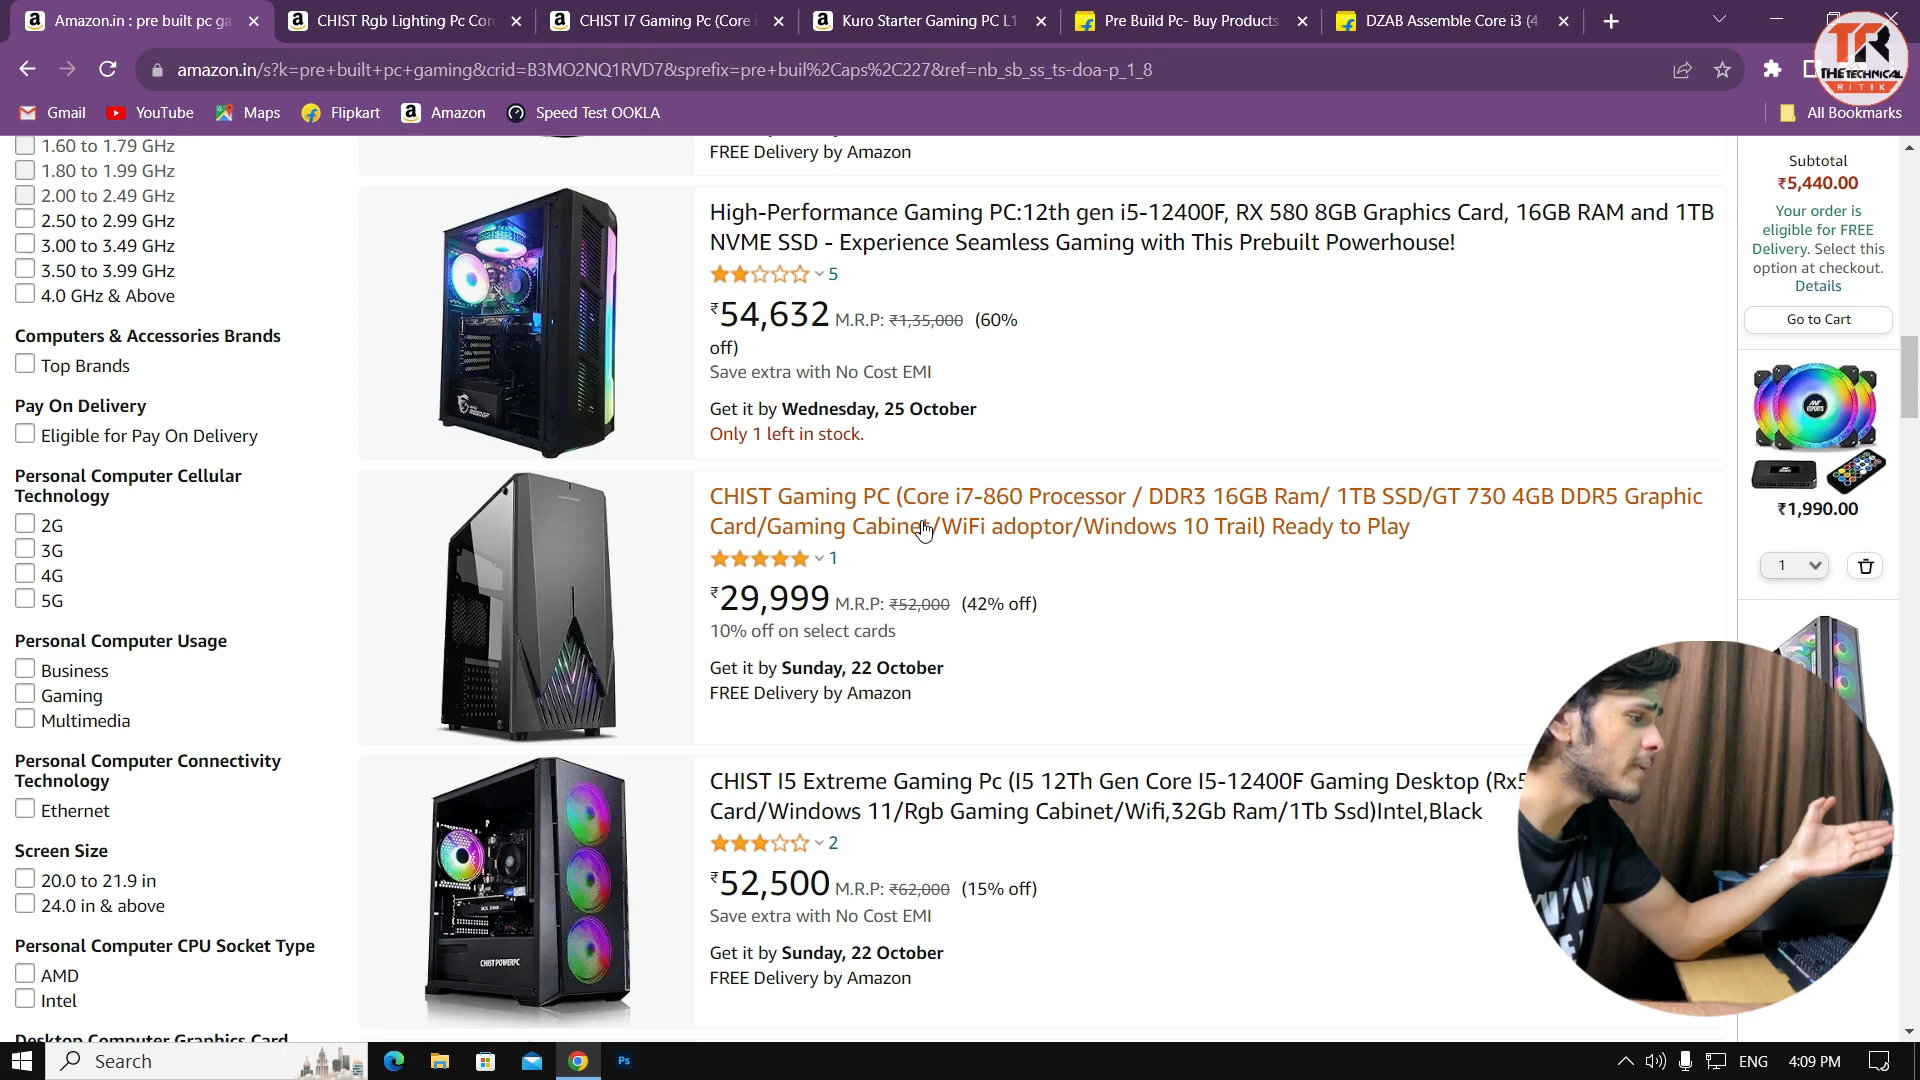 Amazon.in : pre built pc ga
CHIST Rgb Lighting Pc Cor
CHIST I7 Gaming Pc (Core i
Kuro Starter Gaming PC L1
Pre Build Pc- Buy Products
DZAB Assemble Core i3 (4
amazon.in/s?k=pre+built+pc+gaming&crid=B3MO2NQ1RVD7&sprefix=pre+buil%2Caps%2C227&ref=nb_sb_ss_ts-doa-p_1_8
TR
THE TECHNICAL
RITIK
Gmail
YouTube
Maps
Flipkart
Amazon
Speed Test OOKLA
All Bookmarks
1.60 to 1.79 GHz
1.80 to 1.99 GHz
2.00 to 2.49 GHz
2.50 to 2.99 GHz
3.00 to 3.49 GHz
3.50 to 3.99 GHz
4.0 GHz & Above
Computers & Accessories Brands
Top Brands
Pay On Delivery
Eligible for Pay On Delivery
Personal Computer Cellular
Technology
2G
3G
4G
5G
Personal Computer Usage
Business
Gaming
Multimedia
Personal Computer Connectivity
Technology
Ethernet
Screen Size
20.0 to 21.9 in
24.0 in & above
Personal Computer CPU Socket Type
AMD
Intel
Desktop Computer Graphics Card
FREE Delivery by Amazon
High-Performance Gaming PC:12th gen i5-12400F, RX 580 8GB Graphics Card, 16GB RAM and 1TB
NVME SSD - Experience Seamless Gaming with This Prebuilt Powerhouse!
5
₹54,632 M.R.P: ₹1,35,000 (60%
off)
Save extra with No Cost EMI
Get it by Wednesday, 25 October
Only 1 left in stock.
CHIST Gaming PC (Core i7-860 Processor / DDR3 16GB Ram/ 1TB SSD/GT 730 4GB DDR5 Graphic
Card/Gaming Cabinet/WiFi adoptor/Windows 10 Trail) Ready to Play
1
₹29,999 M.R.P: ₹52,000 (42% off)
10% off on select cards
Get it by Sunday, 22 October
FREE Delivery by Amazon
CHIST I5 Extreme Gaming Pc (I5 12Th Gen Core I5-12400F Gaming Desktop (Rx5
Card/Windows 11/Rgb Gaming Cabinet/Wifi,32Gb Ram/1Tb Ssd)Intel,Black
2
₹52,500 M.R.P: ₹62,000 (15% off)
Save extra with No Cost EMI
Get it by Sunday, 22 October
FREE Delivery by Amazon
RX 580
CHIST POWERPC
Subtotal
₹5,440.00
Your order is
eligible for FREE
Delivery. Select this
option at checkout.
Details
Go to Cart
ANT
ESPORTS
₹1,990.00
1
Search
Ps
ENG
4:09 PM